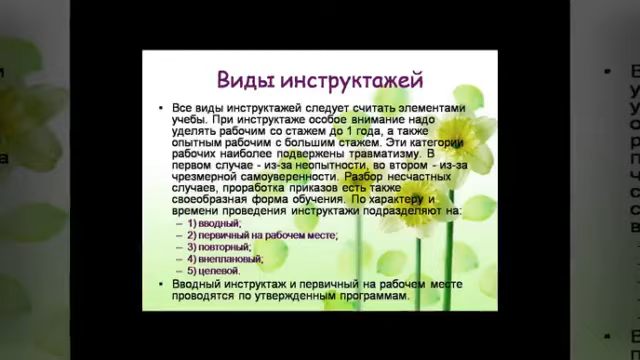 Виды инструктажей
• Все виды инструктажей следует считать элементами
учебы. При инструктаже особое внимание надо
уделять рабочим со стажем до 1 года, а также
опытным рабочим с большим стажем. Эти категории
рабочих наиболее подвержены травматизму. В
первом случае - из-за неопытности, во втором - из-за
чрезмерной самоуверенности. Разбор несчастных
случаев, проработка приказов есть также
своеобразная форма обучения. По характеру и
времени проведения инструктажи подразделяют на:
– 1) вводный;
– 2) первичный на рабочем месте;
– 3) повторный;
– 4) внеплановый;
– 5) целевой.
• Вводный инструктаж и первичный на рабочем месте
проводятся по утвержденным программам.